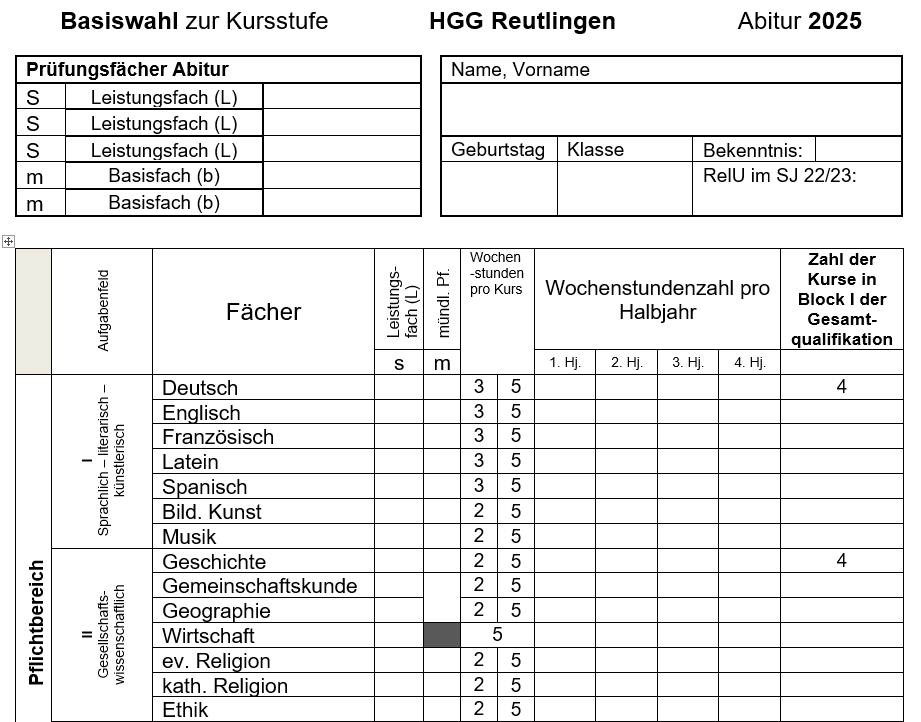 Basiswahl zur Kursstufe HGG Reutlingen Abitur 2025
Prüfungsfächer Abitur
S Leistungsfach (L)
S Leistungsfach (L)
S Leistungsfach (L)
m Basisfach (b)
m Basisfach (b)
Name, Vorname
Geburtstag Klasse Bekenntnis:
RelU im SJ 22/23:
Aufgabenfeld
Fächer
Leistungs-
fach (L)
mündl. Pf.
Wochen
-stunden
pro Kurs
Wochenstundenzahl pro
Halbjahr
Zahl der
Kurse in
Block I der
Gesamt-
qualifikation
s m 1. Hj. 2. Hj. 3. Hj. 4. Hj.
Pflichtbereich
I
Sprachlich – literarisch –
künstlerisch
Deutsch 3 5 4
Englisch 3 5
Französisch 3 5
Latein 3 5
Spanisch 3 5
Bild. Kunst 2 5
Musik 2 5
II
Gesellschafts-
wissenschaftlich
Geschichte 2 5 4
Gemeinschaftskunde 2 5
Geographie 2 5
Wirtschaft 5
ev. Religion 2 5
kath. Religion 2 5
Ethik 2 5